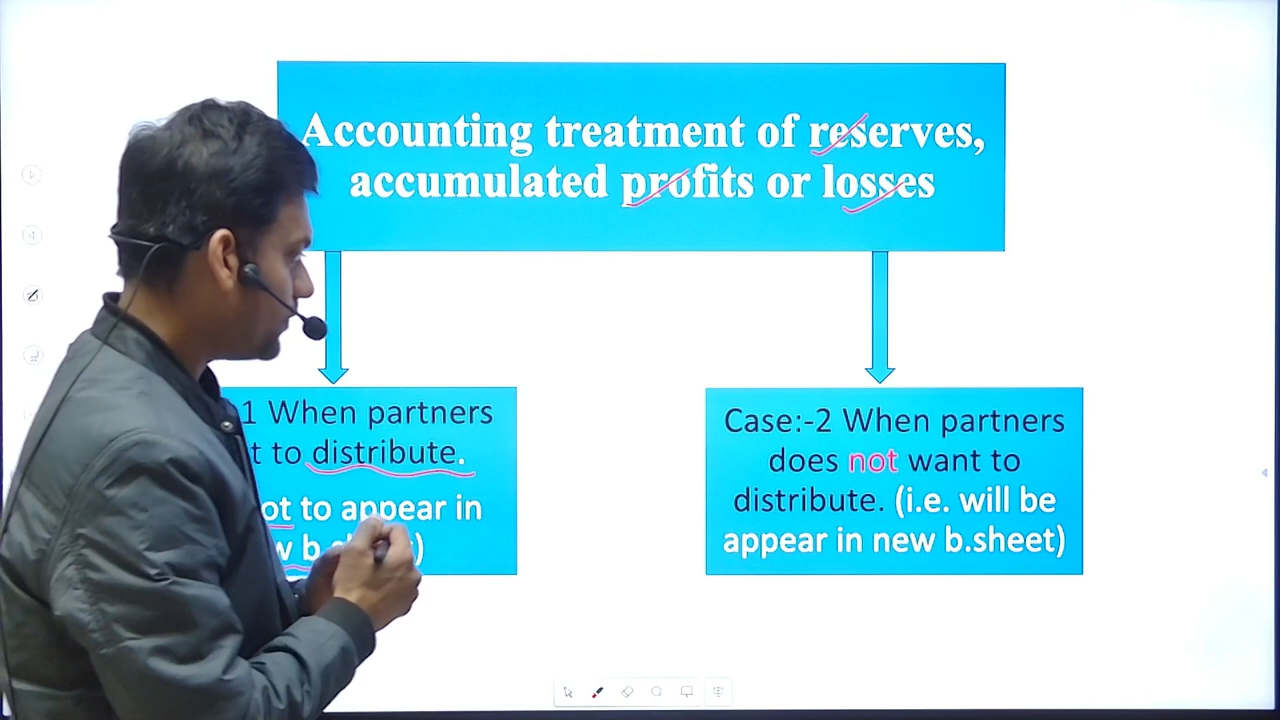 Accounting treatment of reserves,
accumulated profits or losses
1 When partners
to distribute.
to appear in
Case:-2 When partners
does not want to
distribute. (i.e. will be
appear in new b.sheet)